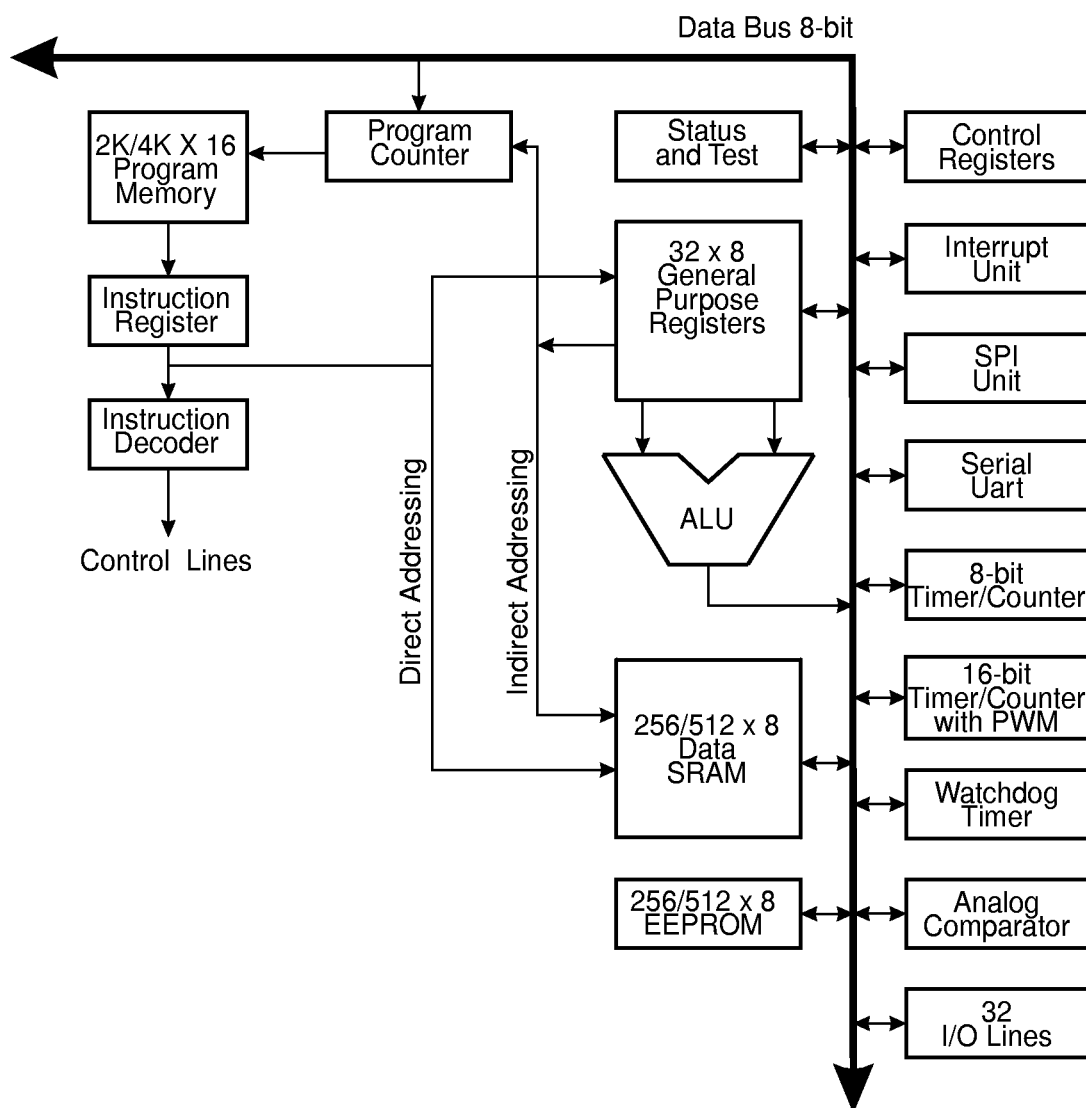 Data Bus 8-bit
2K/4K X 16
Program
Memory
Program
Counter
Status
and Test
Control
Registers
Instruction
Register
32 x 8
General
Purpose
Registers
Interrupt
Unit
SPI
Unit
Instruction
Decoder
Control Lines
Direct Addressing
Indirect Addressing
ALU
Serial
Uart
8-bit
Timer/Counter
256/512 x 8
Data
SRAM
16-bit
Timer/Counter
with PWM
Watchdog
Timer
256/512 x 8
EEPROM
Analog
Comparator
32
I/O Lines